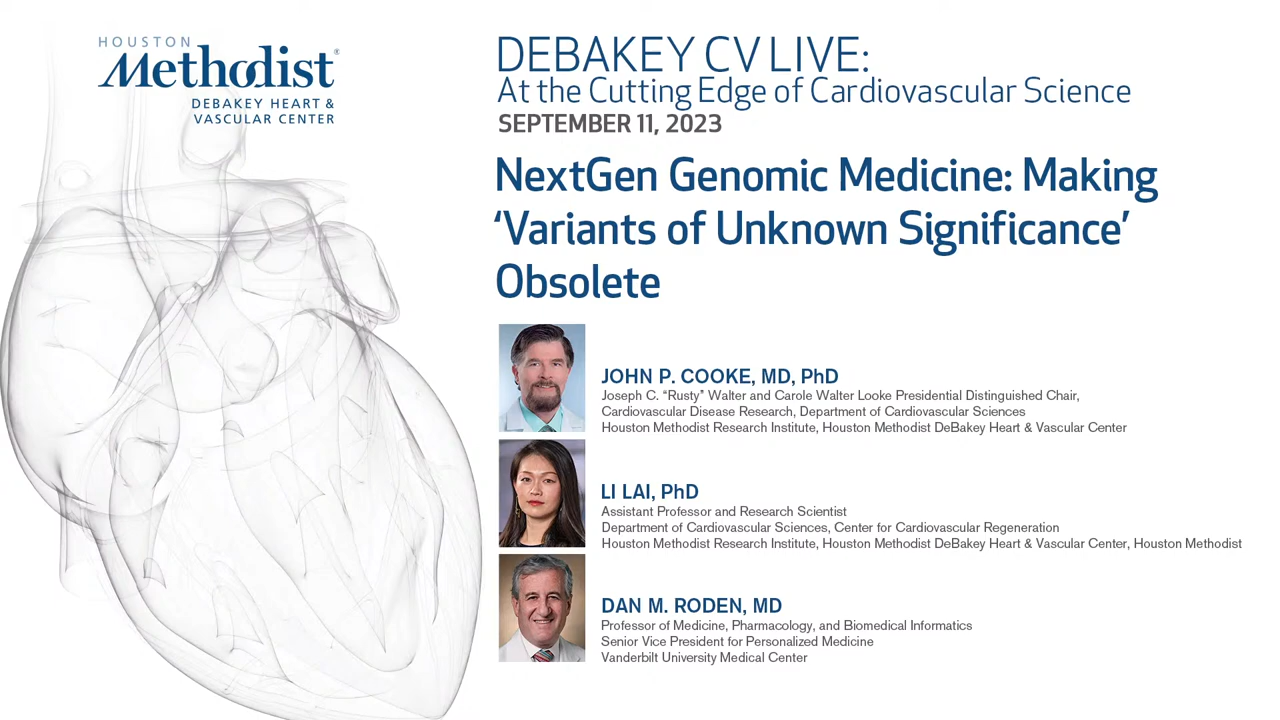 HOUSTON
Methodist®
DEBAKEY HEART &
VASCULAR CENTER
DEBAKEY CV LIVE:
At the Cutting Edge of Cardiovascular Science
SEPTEMBER 11, 2023
NextGen Genomic Medicine: Making
‘Variants of Unknown Significance’
Obsolete
JOHN P. COOKE, MD, PhD
Joseph C. “Rusty” Walter and Carole Walter Looke Presidential Distinguished Chair,
Cardiovascular Disease Research, Department of Cardiovascular Sciences
Houston Methodist Research Institute, Houston Methodist DeBakey Heart & Vascular Center
LI LAI, PhD
Assistant Professor and Research Scientist
Department of Cardiovascular Sciences, Center for Cardiovascular Regeneration
Houston Methodist Research Institute, Houston Methodist DeBakey Heart & Vascular Center, Houston Methodist
DAN M. RODEN, MD
Professor of Medicine, Pharmacology, and Biomedical Informatics
Senior Vice President for Personalized Medicine
Vanderbilt University Medical Center